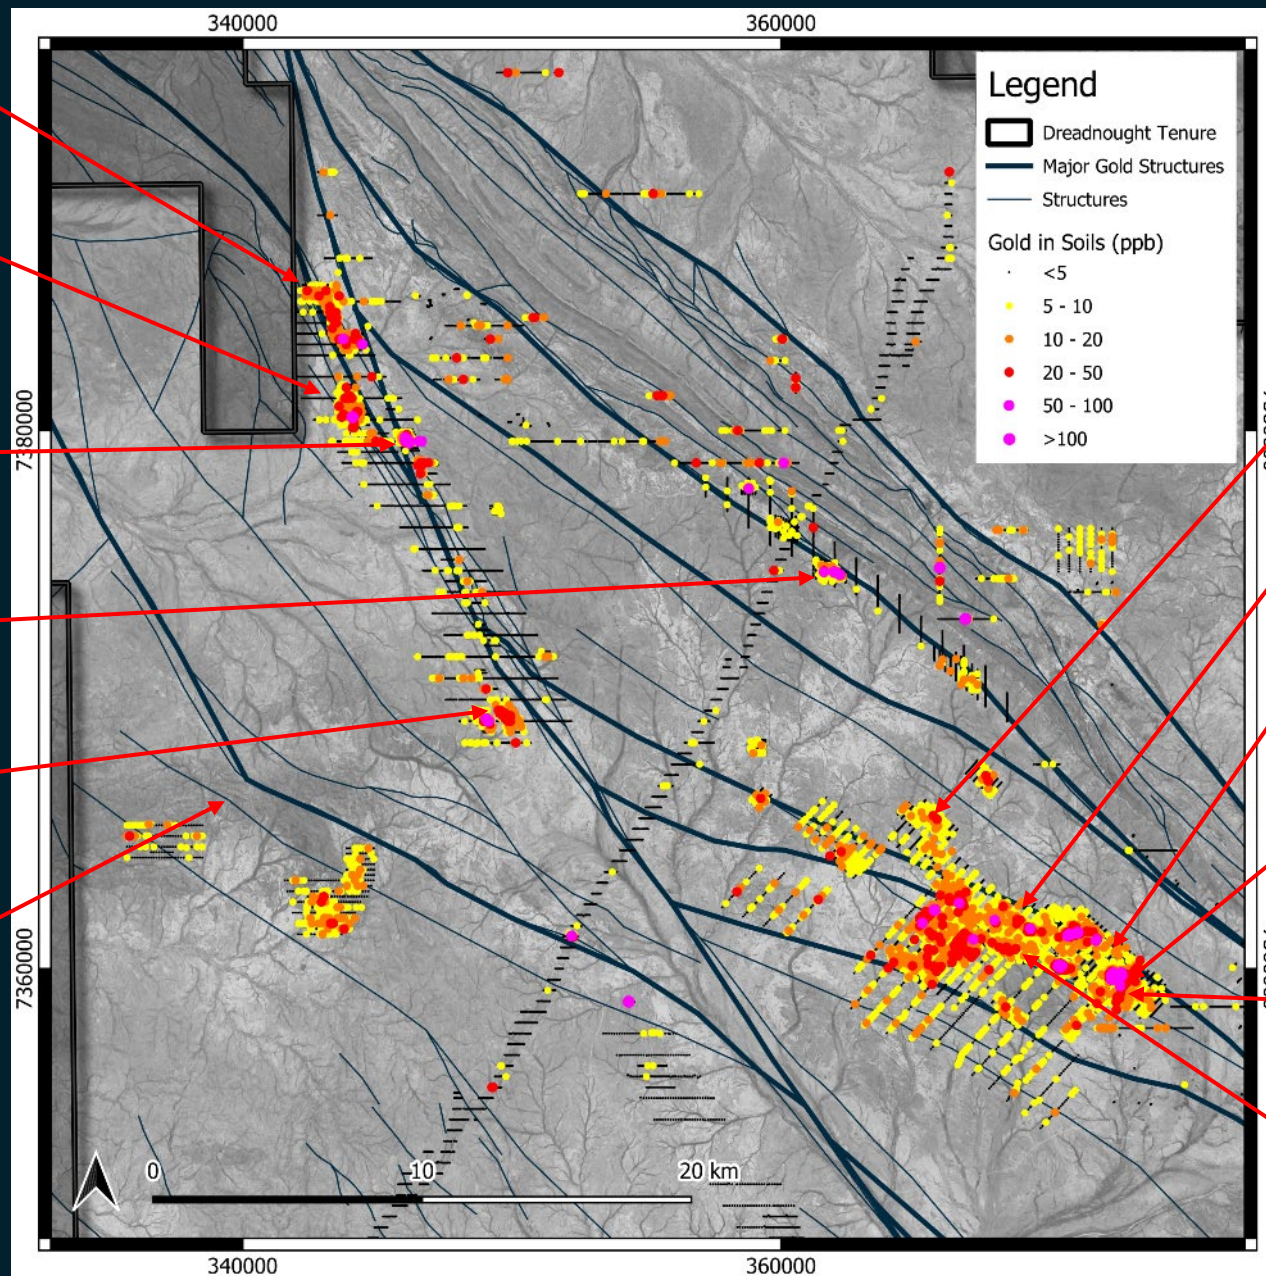 340000
360000
Legend
Dreadnought Tenure
Major Gold Structures
Structures
Gold in Soils (ppb)
<5
5 - 10
10 - 20
20 - 50
50 - 100
>100
7380000
7360000
0
10
20 km
340000
360000